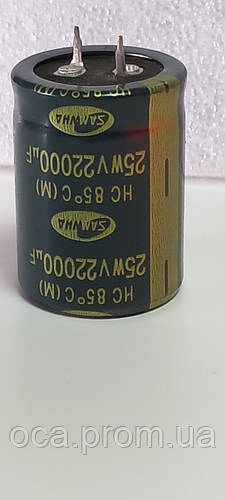 SAMWHA
25WV22000µF
HC 85°C (M)
SAMWHA
25WV22000µF
HC 85°C (M)
oca.prom.ua